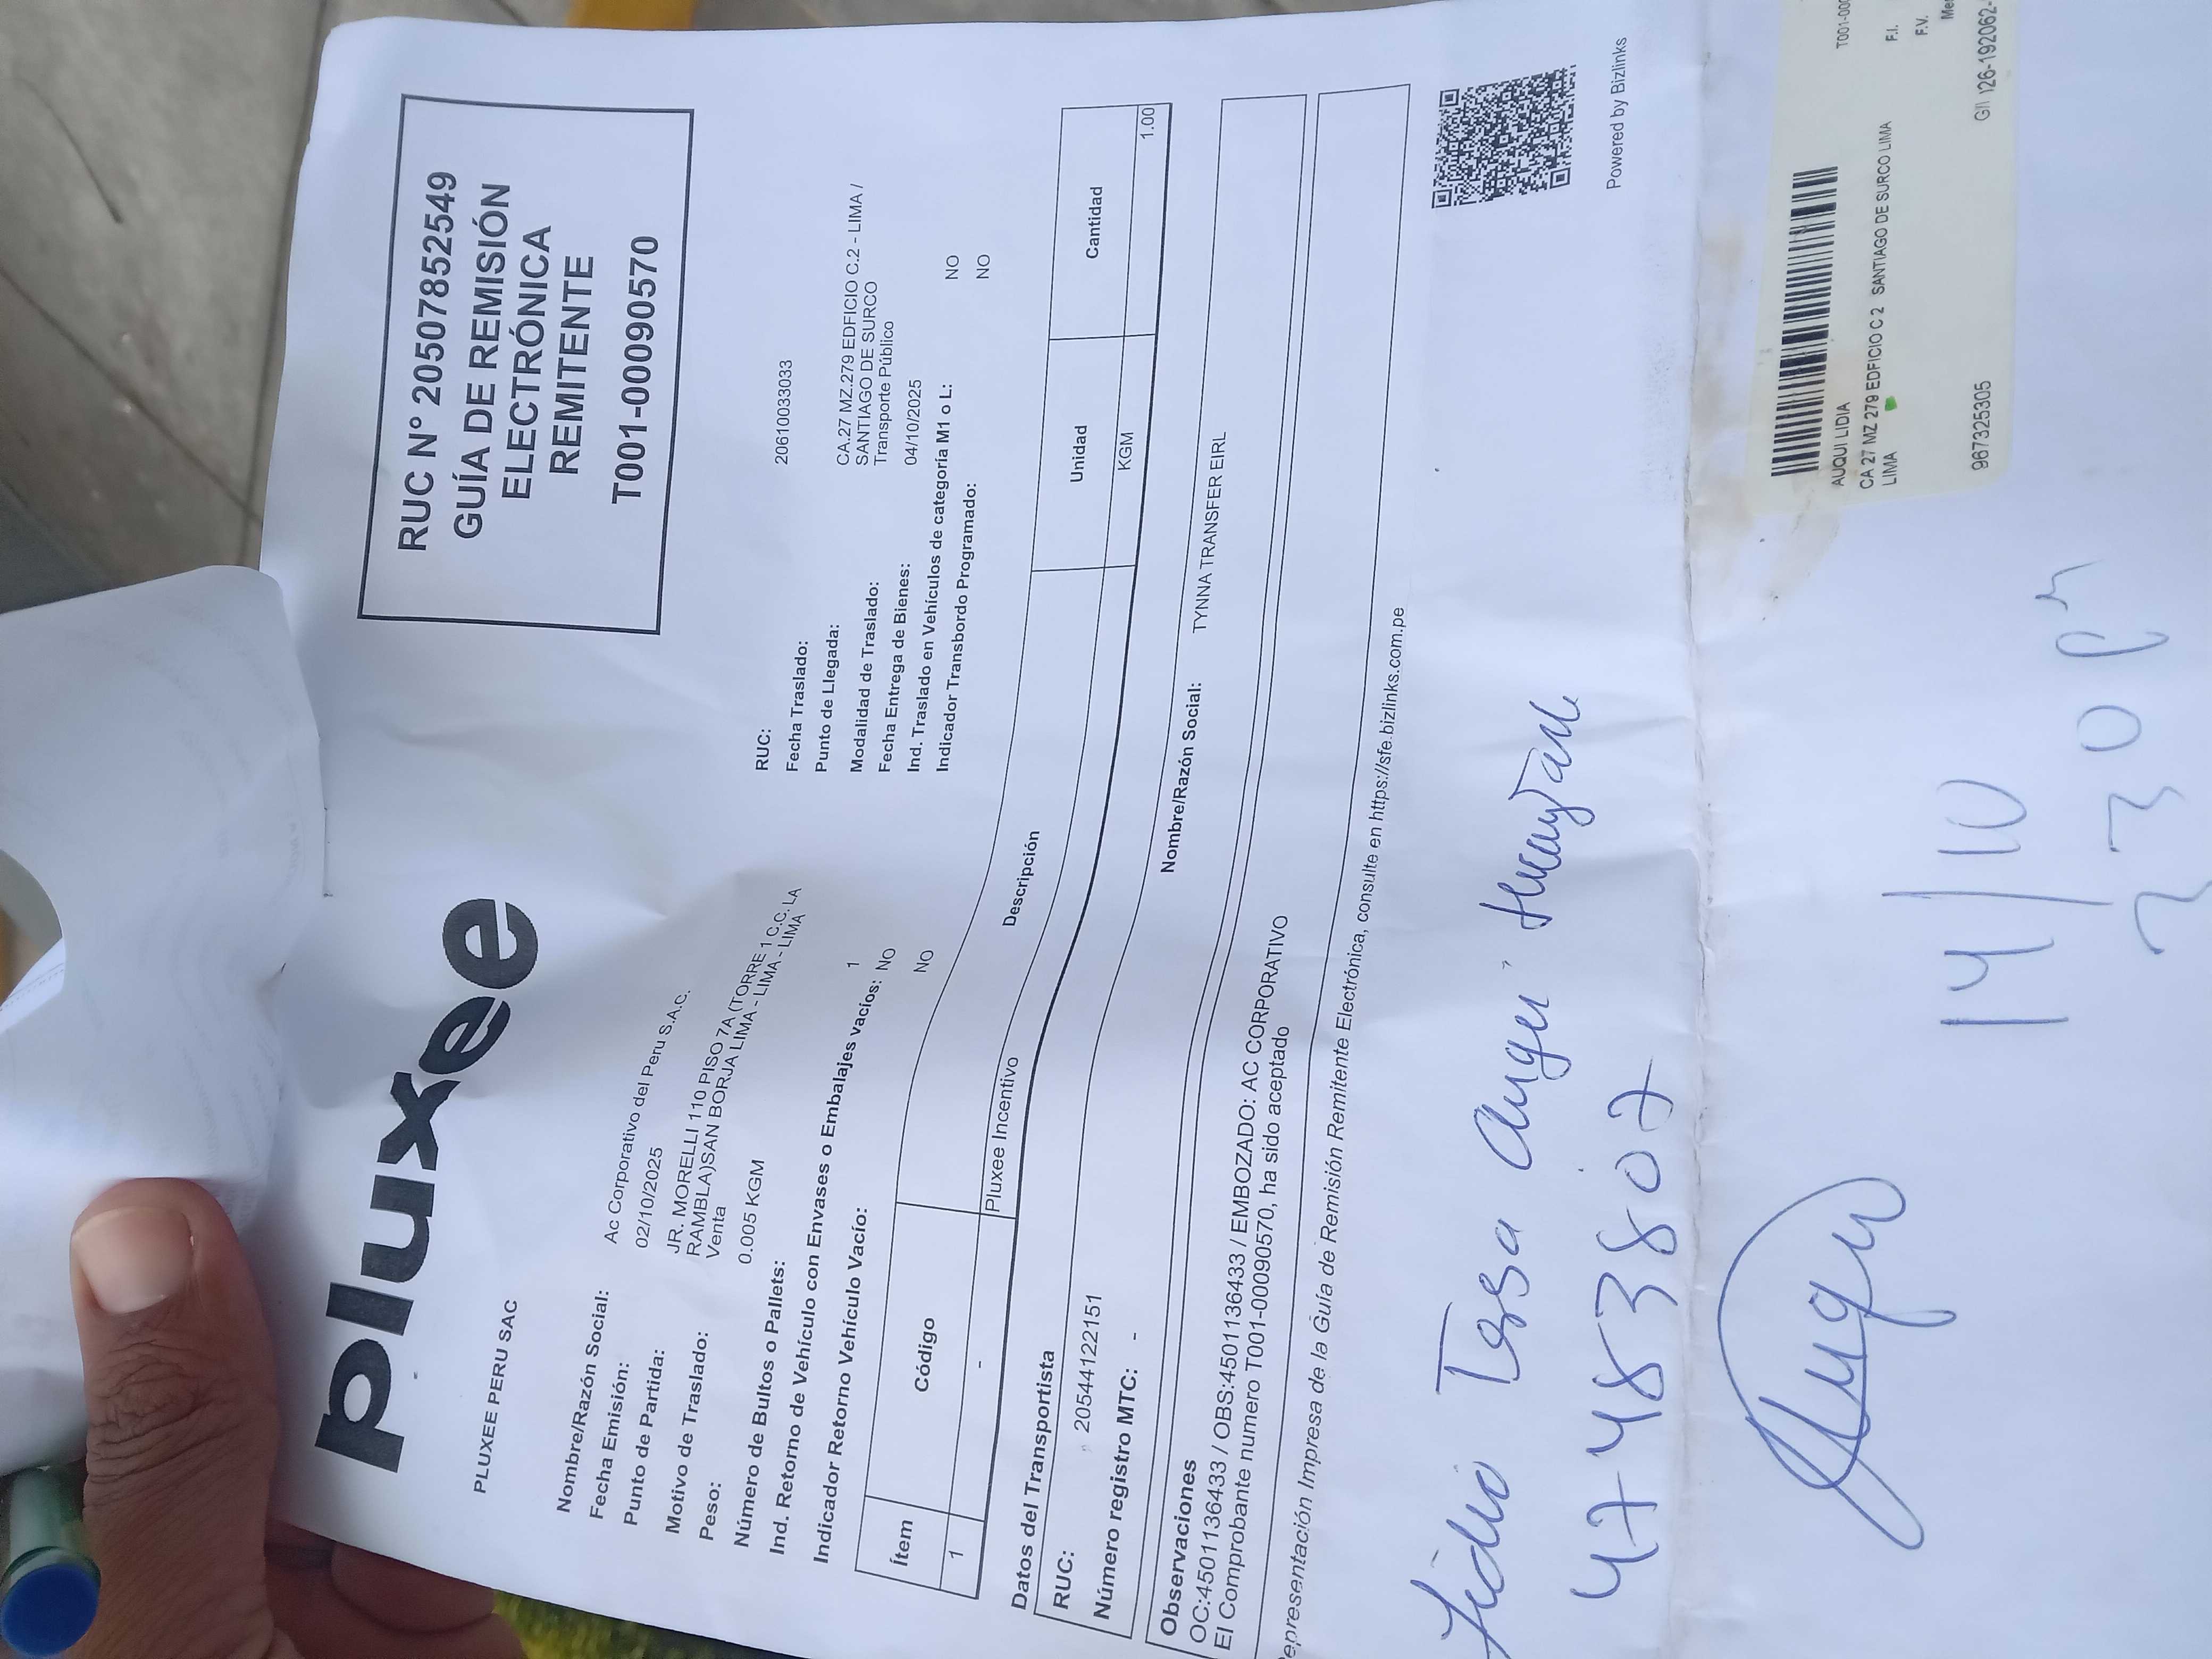 pluxee
RUC N° 20507852549
GUÍA DE REMISIÓN
ELECTRÓNICA
REMITENTE
T001-00090570
PLUXEE PERU SAC
Nombre/Razón Social: Ac Corporativo del Peru S.A.C.
RUC: 20610033033
Fecha Emisión: 02/10/2025
Fecha Traslado:
Punto de Partida: JR. MORELLI 110 PISO 7A (TORRE 1 C.C. LA
RAMBLA)SAN BORJA LIMA - LIMA - LIMA
Punto de Llegada: CA.27 MZ.279 EDFICIO C.2 - LIMA /
SANTIAGO DE SURCO
Motivo de Traslado: Venta
Modalidad de Traslado: Transporte Público
Peso: 0.005 KGM
Fecha Entrega de Bienes: 04/10/2025
Número de Bultos o Pallets: 1
Ind. Traslado en Vehículos de categoría M1 o L: NO
Ind. Retorno de Vehículo con Envases o Embalajes vacíos: NO
Indicador Transbordo Programado: NO
Indicador Retorno Vehículo Vacío: NO
Ítem Código Descripción Unidad Cantidad
1 - Pluxee Incentivo KGM 1.00
Datos del Transportista
RUC: 20544122151 Nombre/Razón Social: TYNNA TRANSFER EIRL
Número registro MTC: -
Observaciones
OC:4501136433 / OBS:4501136433 / EMBOZADO: AC CORPORATIVO
El Comprobante numero T001-00090570, ha sido aceptado
epresentación Impresa de la Guía de Remisión Remitente Electrónica, consulte en https://sfe.bizlinks.com.pe
Powered by Bizlinks
47483807
14/10
2 30 P
T001-000
AUQUI LIDIA
CA 27 MZ 279 EDFICIO C 2 SANTIAGO DE SURCO LIMA
LIMA
F.I.
F.V.
967325305
126-192062-